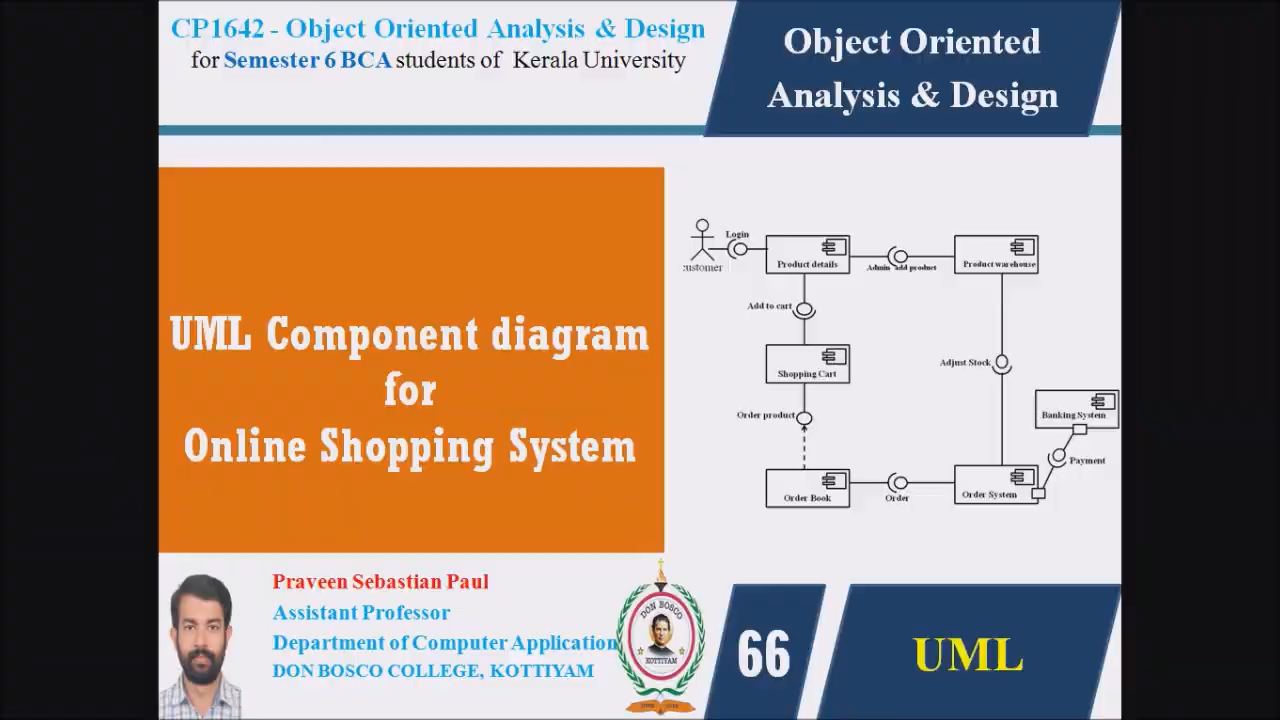 CP1642 - Object Oriented Analysis & Design
for Semester 6 BCA students of Kerala University
Object Oriented
Analysis & Design
UML Component diagram
for
Online Shopping System
Login
ustomer
Product details
Admin add product
Product warehouse
Add to cart
Shopping Cart
Adjust Stock
Order product
Banking System
Payment
Order Book
Order
Order System
Praveen Sebastian Paul
Assistant Professor
Department of Computer Application
DON BOSCO COLLEGE, KOTTIYAM
DON BOSCO
KOTTIYAM
66
UML